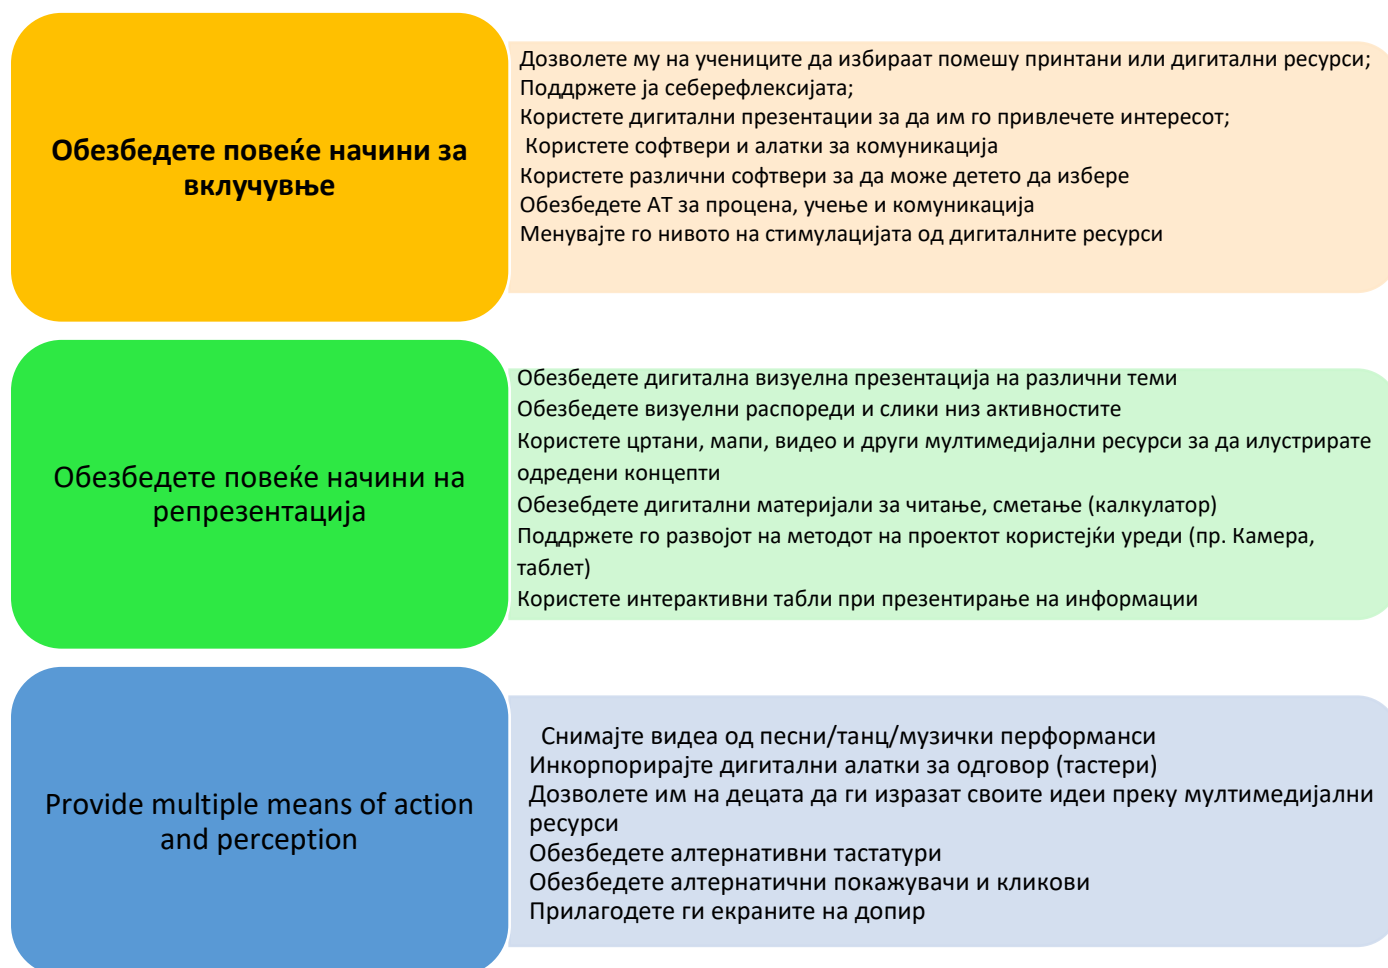 Обезбедете повеќе начини за
вклучувње
Дозволете му на учениците да избираат помешу принтани или дигитални ресурси;
Поддржете ја себерефлексијата;
Користете дигитални презентации за да им го привлечете интересот;
Користете софтвери и алатки за комуникација
Користете различни софтвери за да може детето да избере
Обезбедете АТ за процена, учење и комуникација
Менувајте го нивото на стимулацијата од дигиталните ресурси
Обезбедете повеќе начини на
репрезентација
Обезбедете дигитална визуелна презентација на различни теми
Обезбедете визуелни распореди и слики низ активностите
Користете цртани, мапи, видео и други мултимедијални ресурси за да илустрирате
одредени концепти
Обезебдете дигитални материјали за читање, сметање (калкулатор)
Поддржете го развојот на методот на проектот користејќи уреди (пр. Камера,
таблет)
Користете интерактивни табли при презентирање на информации
Provide multiple means of action
and perception
Снимајте видеа од песни/танц/музички перформанси
Инкорпорирајте дигитални алатки за одговор (тастери)
Дозволете им на децата да ги изразат своите идеи преку мултимедијални
ресурси
Обезбедете алтернативни тастатури
Обезбедете алтернатични покажувачи и кликови
Прилагодете ги екраните на допир